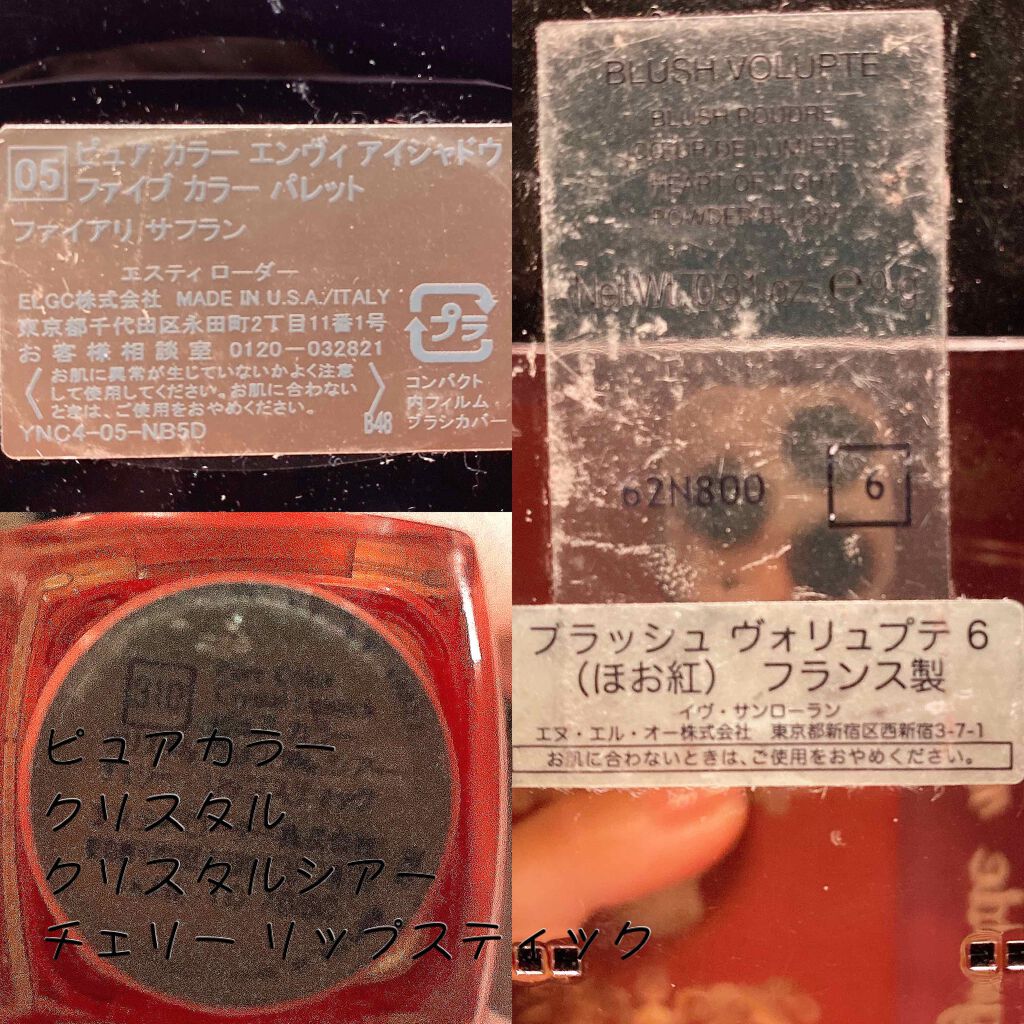 05
ピュア カラー エンヴィ アイシャドウ
ファイブ カラー パレット
ファイアリ サフラン
エスティ ローダー
ELGC株式会社 MADE IN U.S.A./ITALY
東京都千代田区永田町2丁目11番1号
お客様相談室 0120-032821
お肌に異常が生じていないかよく注意
して使用してください。お肌に合わない
ときは、ご使用をおやめください。
YNC4-05-NB5D
B48
プラ
コンパクト
内フィルム
ブラシカバー
BLUSH VOLUPTE
BLUSH POUDRE
CŒUR DE LUMIERE
HEART OF LIGHT
POWDER BLUSH
Net Wt. 0.31 oz. ℮ 9 g
62N800
6
ブラッシュ ヴォリュプテ 6
（ほお紅） フランス製
イヴ・サンローラン
エヌ・エル・オー株式会社 東京都新宿区西新宿3-7-1
お肌に合わないときは、ご使用をおやめください。
310
ピュアカラー
クリスタル
クリスタルシアー
チェリー リップスティック